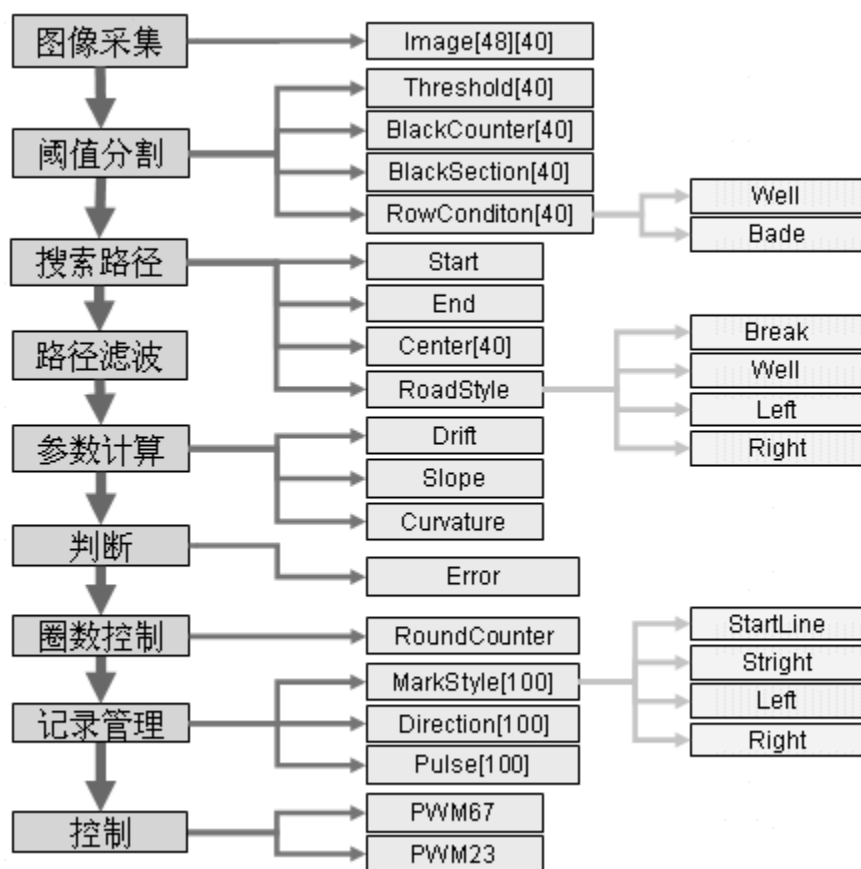 图像采集
Image[48][40]
阈值分割
Threshold[40]
BlackCounter[40]
BlackSection[40]
RowConditon[40]
Well
Bade
搜索路径
Start
End
Center[40]
RoadStyle
Break
Well
Left
Right
路径滤波
参数计算
Drift
Slope
Curvature
判断
Error
圈数控制
RoundCounter
记录管理
MarkStyle[100]
Direction[100]
Pulse[100]
StartLine
Stright
Left
Right
控制
PWM67
PWM23